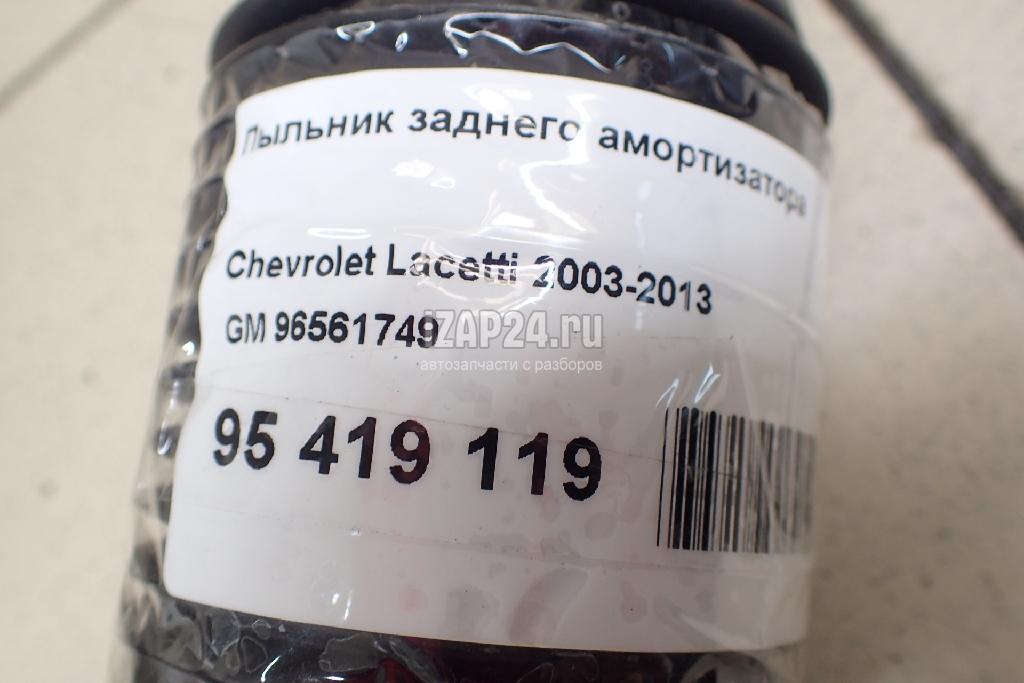 Пыльник заднего амортизатора
Chevrolet Lacetti 2003-2013
GM 96561749
iZAP24.ru
автозапчасти с разборов
95 419 119